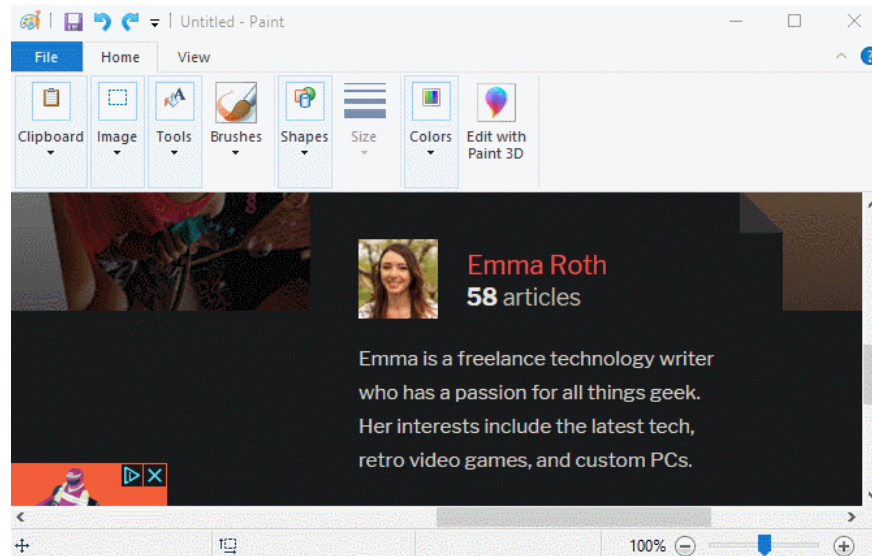 Untitled - Paint
File Home View
Clipboard Image Tools Brushes Shapes Size Colors Edit with
Paint 3D
Emma Roth
58 articles
Emma is a freelance technology writer
who has a passion for all things geek.
Her interests include the latest tech,
retro video games, and custom PCs.
100%